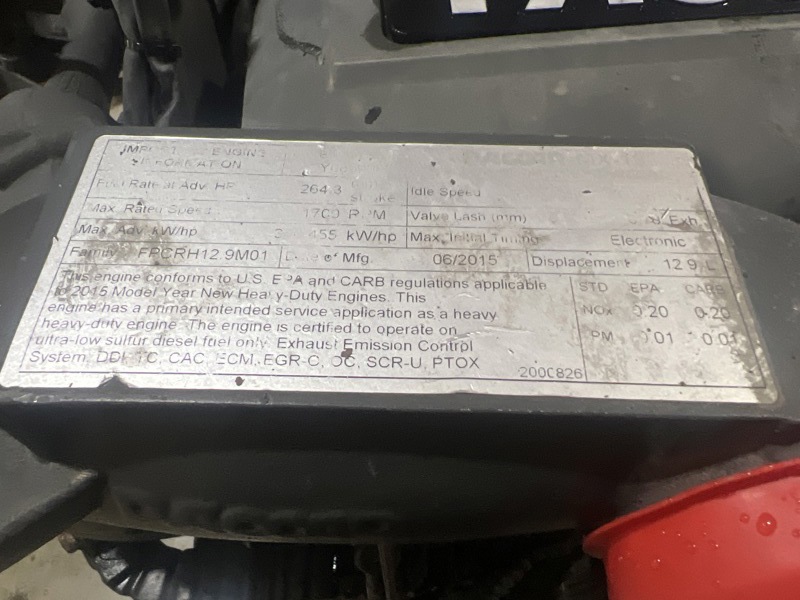 ENGINE
Fuel Rate at Adv. HP 264.3 Idle Speed
Max. Rated Speed 1700 RPM Valve Lash (mm) Exh.
Max. Adv. kW/hp 455 kW/hp Max. Initial Timing Electronic
Family FPCRH12.9M01 Date of Mfg. 06/2015 Displacement 12.9 L
This engine conforms to U.S. EPA and CARB regulations applicable
to 2015 Model Year New Heavy-Duty Engines. This
engine has a primary intended service application as a heavy
heavy-duty engine. The engine is certified to operate on
ultra-low sulfur diesel fuel only. Exhaust Emission Control
System: DDI, TC, CAC, ECM, EGR-C, OC, SCR-U, PTOX
STD EPA CARB
NOx 0.20 0.20
PM 0.01 0.01
2000826